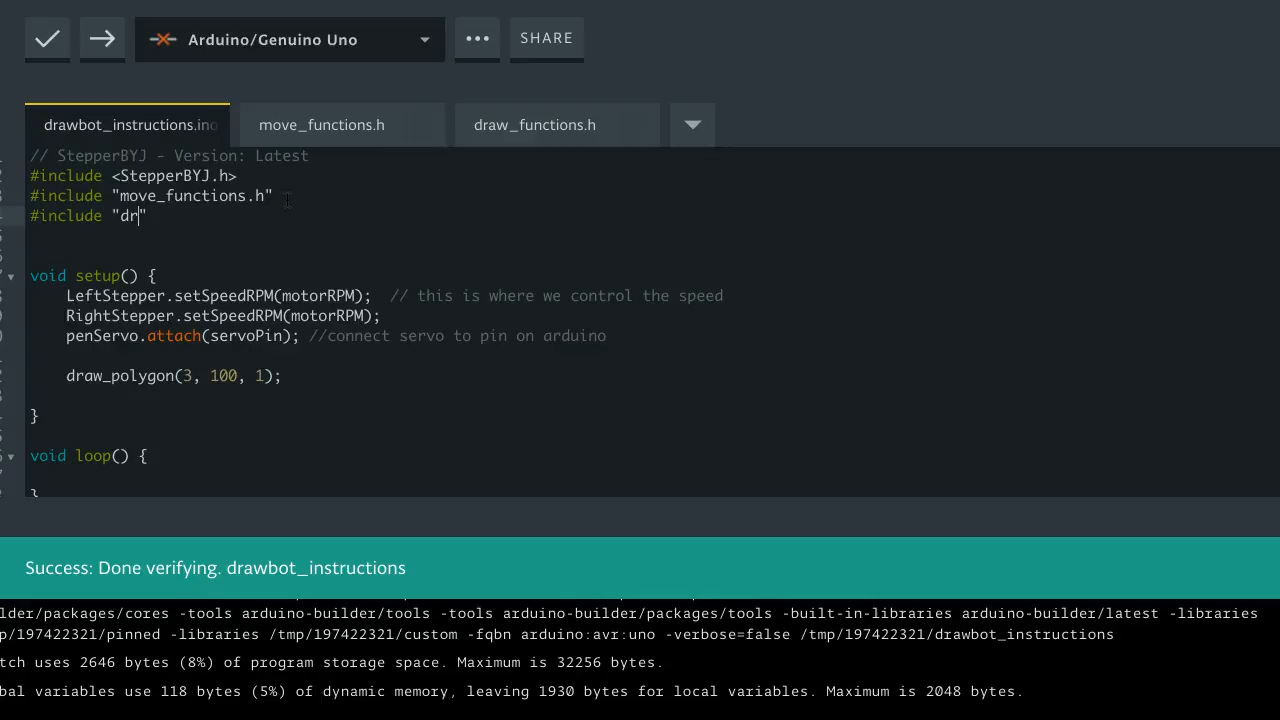 Arduino/Genuino Uno
SHARE
drawbot_instructions.ino
move_functions.h
draw_functions.h
// StepperBYJ - Version: Latest
#include <StepperBYJ.h>
#include "move_functions.h"
#include "dr"
void setup() {
LeftStepper.setSpeedRPM(motorRPM); // this is where we control the speed
RightStepper.setSpeedRPM(motorRPM);
penServo.attach(servoPin); //connect servo to pin on arduino
draw_polygon(3, 100, 1);
}
void loop() {
}
Success: Done verifying. drawbot_instructions
lder/packages/cores -tools arduino-builder/tools -tools arduino-builder/packages/tools -built-in-libraries arduino-builder/latest -libraries
p/197422321/pinned -libraries /tmp/197422321/custom -fqbn arduino:avr:uno -verbose=false /tmp/197422321/drawbot_instructions
tch uses 2646 bytes (8%) of program storage space. Maximum is 32256 bytes.
bal variables use 118 bytes (5%) of dynamic memory, leaving 1930 bytes for local variables. Maximum is 2048 bytes.